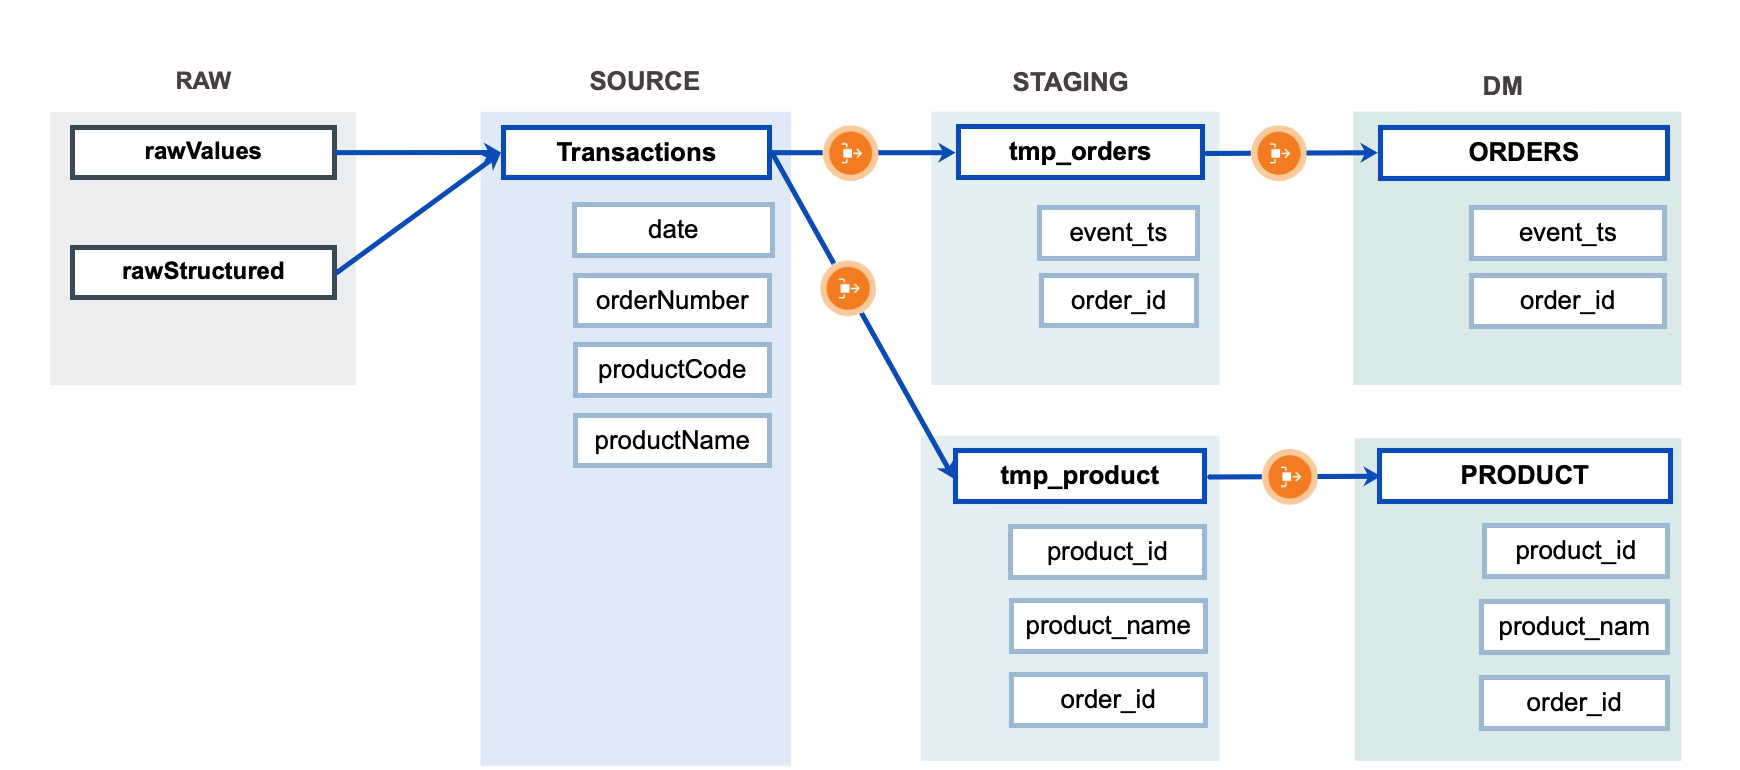 RAW
rawValues
rawStructured
SOURCE
Transactions
date
orderNumber
productCode
productName
STAGING
tmp_orders
event_ts
order_id
tmp_product
product_id
product_name
order_id
DM
ORDERS
event_ts
order_id
PRODUCT
product_id
product_nam
order_id